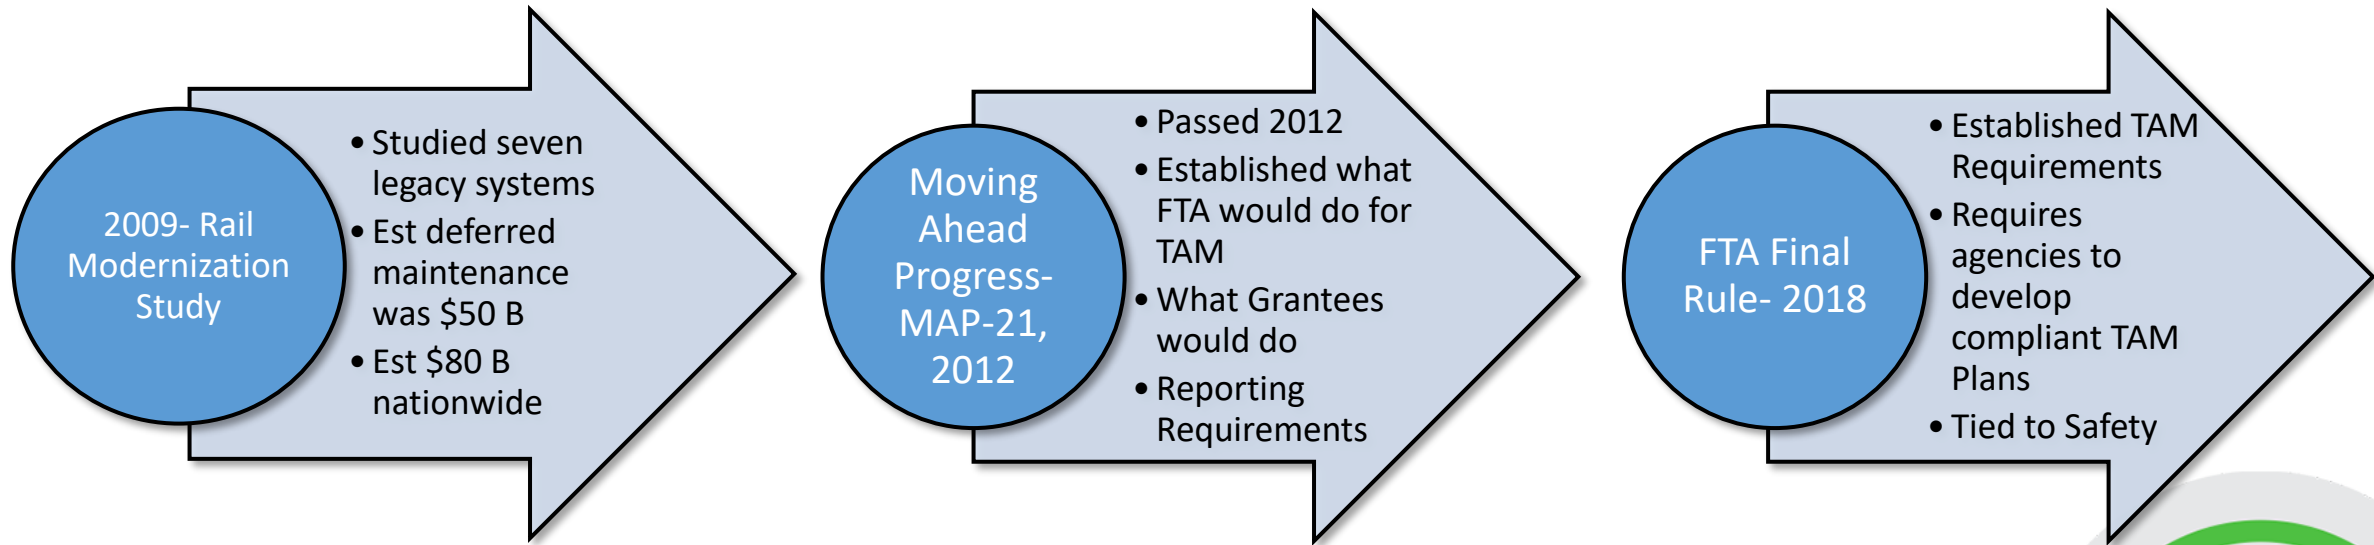 2009- Rail
Modernization
Study
• Studied seven
legacy systems
• Est deferred
maintenance
was $50 B
• Est $80 B
nationwide
Moving
Ahead
Progress-
MAP-21,
2012
• Passed 2012
• Established what
FTA would do for
TAM
• What Grantees
would do
• Reporting
Requirements
FTA Final
Rule- 2018
• Established TAM
Requirements
• Requires
agencies to
develop
compliant TAM
Plans
• Tied to Safety